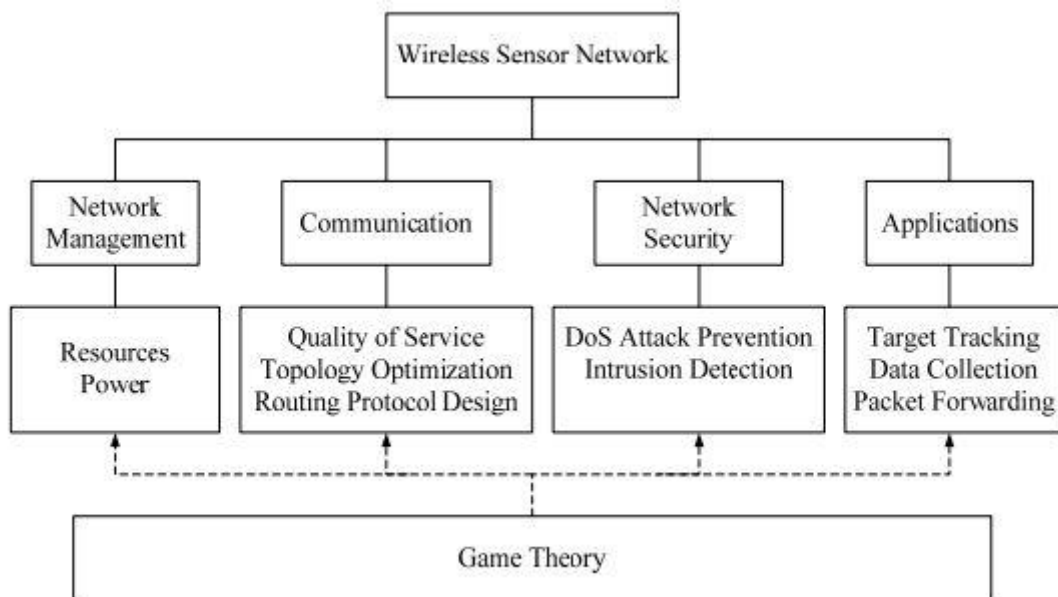 Wireless Sensor Network
Network
Management
Communication
Network
Security
Applications
Resources
Power
Quality of Service
Topology Optimization
Routing Protocol Design
DoS Attack Prevention
Intrusion Detection
Target Tracking
Data Collection
Packet Forwarding
Game Theory